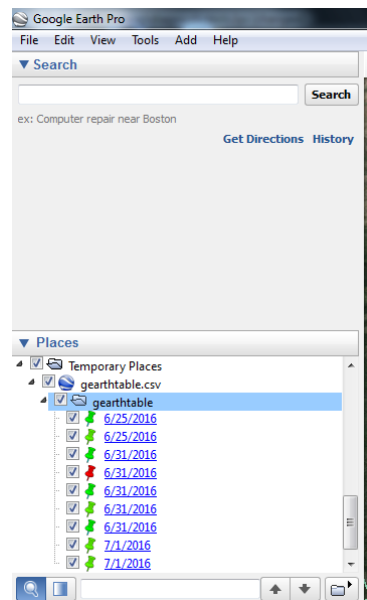 Google Earth Pro
File Edit View Tools Add Help
Search
Search
ex: Computer repair near Boston
Get Directions History
Places
Temporary Places
gearthtable.csv
gearthtable
6/25/2016
6/25/2016
6/31/2016
6/31/2016
6/31/2016
6/31/2016
6/31/2016
7/1/2016
7/1/2016